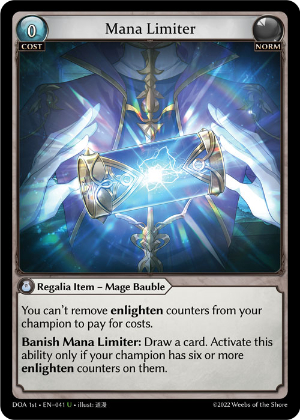 0
COST
Mana Limiter
NORM
Regalia Item – Mage Bauble
You can't remove enlighten counters from your
champion to pay for costs.
Banish Mana Limiter: Draw a card. Activate this
ability only if your champion has six or more
enlighten counters on them.
DOA 1st • EN-041 U • illust:
©2022 Weebs of the Shore